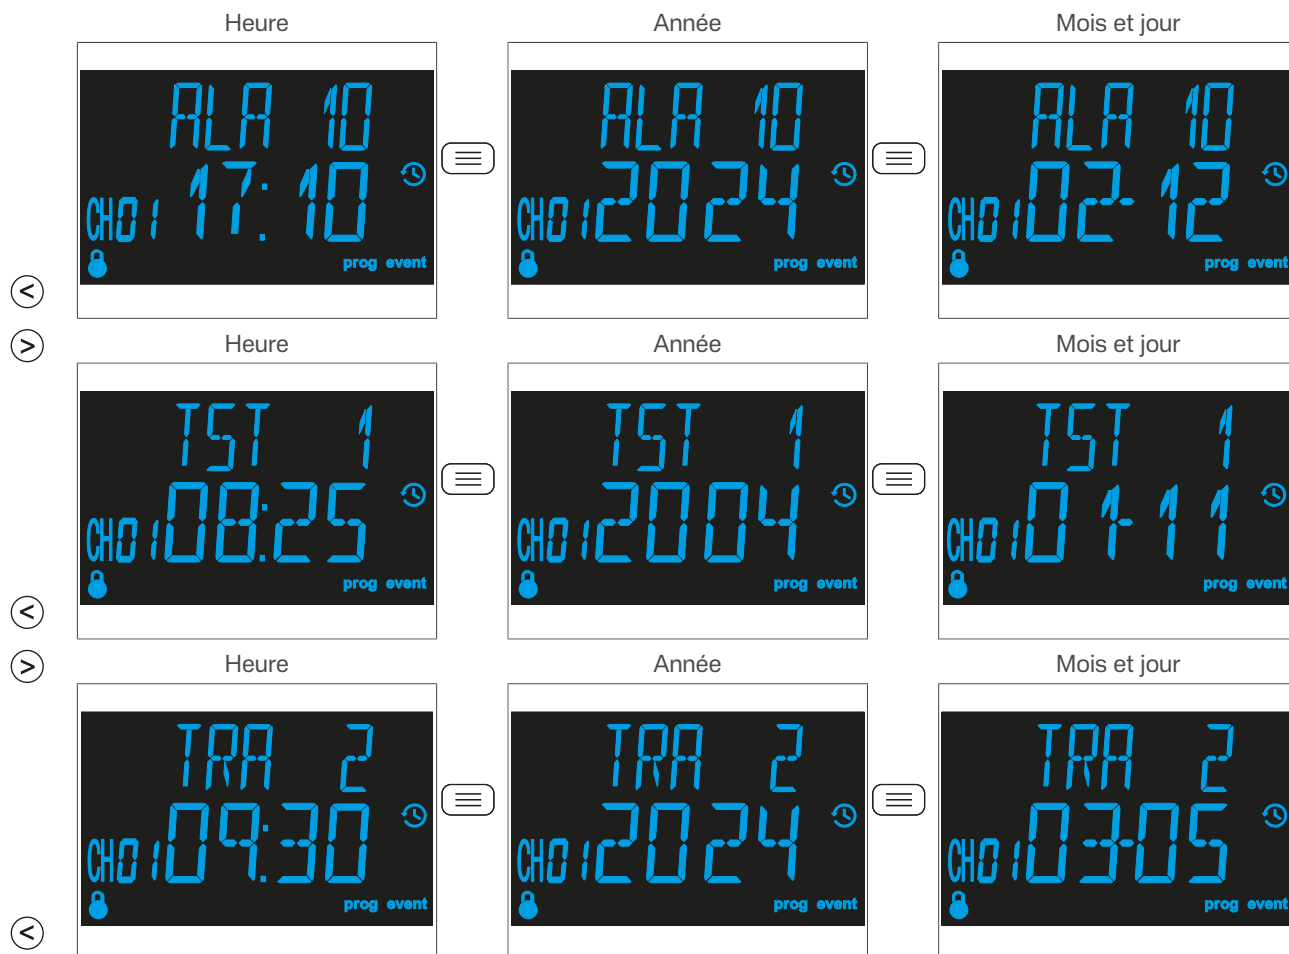 Heure Année Mois et jour
ALA 10 ALA 10 ALA 10
CH01 17:10 CH01 2024 CH01 02-12
prog event prog event prog event
<
> Heure Année Mois et jour
TST 1 TST 1 TST 1
CH01 08:25 CH01 2004 CH01 01-11
prog event prog event prog event
<
> Heure Année Mois et jour
TRA 2 TRA 2 TRA 2
CH01 09:30 CH01 2024 CH01 03-05
prog event prog event prog event
<